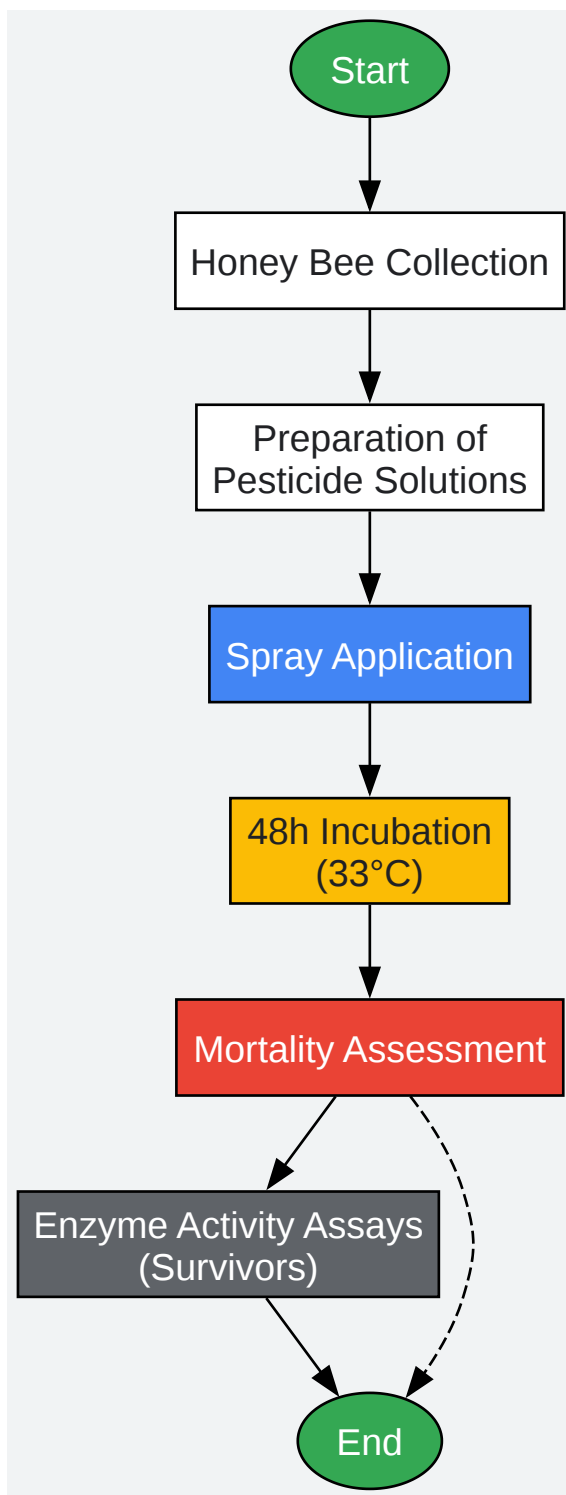 Start
Honey Bee Collection
Preparation of
Pesticide Solutions
Spray Application
48h Incubation
(33°C)
Mortality Assessment
Enzyme Activity Assays
(Survivors)
End